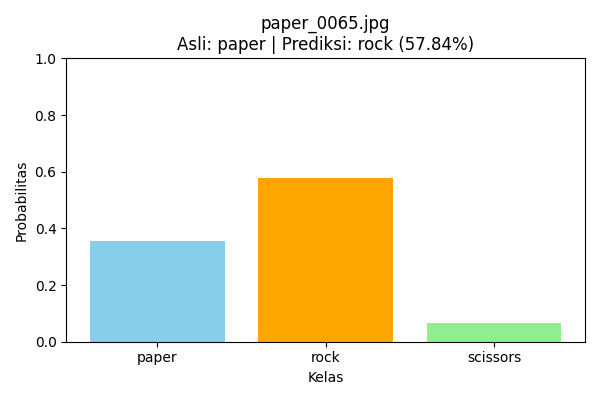 paper_0065.jpg
Asli: paper | Prediksi: rock (57.84%)
1.0
0.8
0.6
0.4
0.2
0.0
Probabilitas
paper
rock
scissors
Kelas